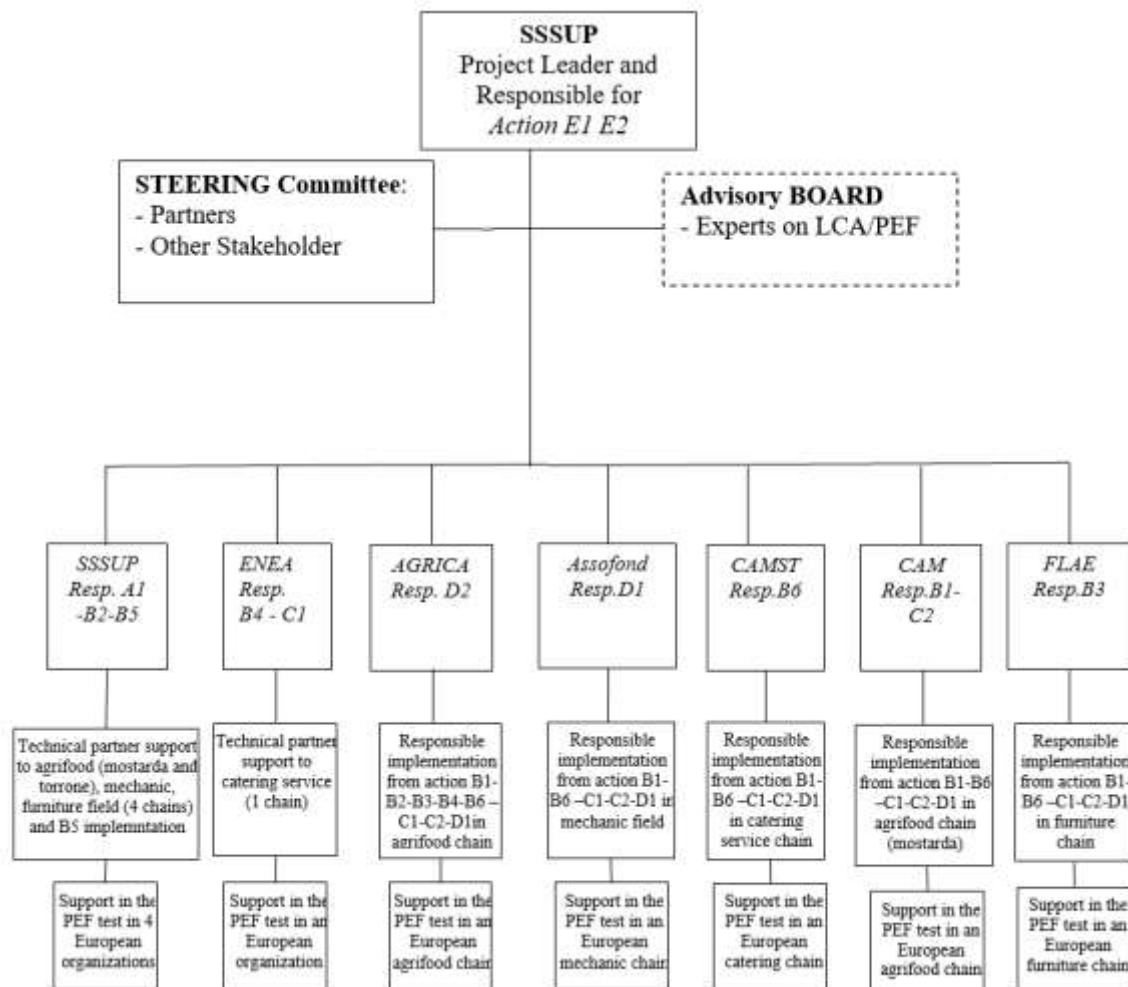 SSSUP
Project Leader and
Responsible for
Action E1 E2
STEERING Committee:
- Partners
- Other Stakeholder
Advisory BOARD
- Experts on LCA/PEF
SSSUP
Resp. A1
-B2-B5
ENEA
Resp.
B4 - C1
AGRICA
Resp. D2
Assofond
Resp.D1
CAMST
Resp.B6
CAM
Resp.B1-
C2
FLAE
Resp.B3
Technical partner support
to agrifood (mostarda and
torrone), mechanic,
furniture field (4 chains)
and B5 implemntation
Technical partner
support to
catering service
(1 chain)
Responsible
implementation
from action B1-
B2-B3-B4-B6 –
C1-C2-D1in
agrifood chain
Responsible
implementation
from action B1-
B6 –C1-C2-D1 in
mechanic field
Responsible
implementation
from action B1-
B6 –C1-C2-D1
in catering
service chain
Responsible
implementation
from action B1-B6
–C1-C2-D1 in
agrifood chain
(mostarda)
Responsible
implementation
from action B1-
B6 –C1-C2-D1
in furniture
chain
Support in the
PEF test in 4
European
organizations
Support in the
PEF test in an
European
organization
Support in the
PEF test in an
European
agrifood chain
Support in the
PEF test in an
European
mechanic chain
Support in the
PEF test in an
European
catering chain
Support in the
PEF test in an
European
agrifood chain
Support in the
PEF test in an
European
furniture chain